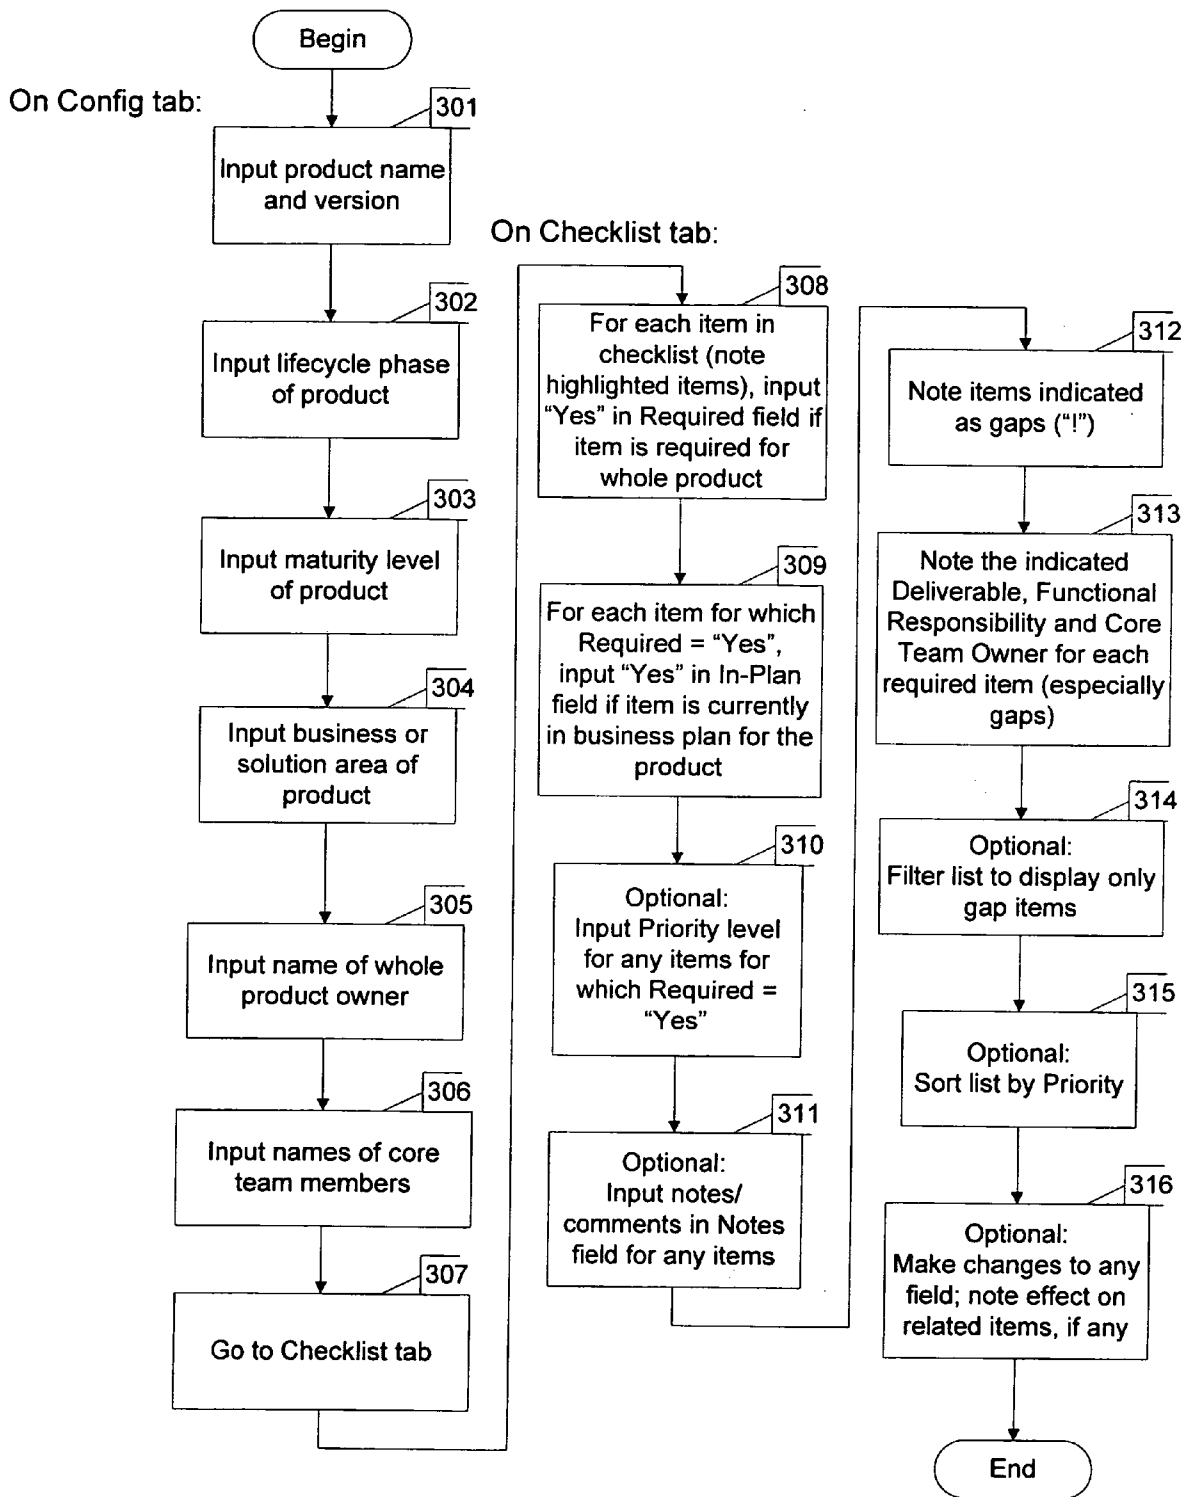 Begin
On Config tab:
301
Input product name
and version
302
Input lifecycle phase
of product
303
Input maturity level
of product
304
Input business or
solution area of
product
305
Input name of whole
product owner
306
Input names of core
team members
307
Go to Checklist tab
On Checklist tab:
308
For each item in
checklist (note
highlighted items), input
“Yes” in Required field if
item is required for
whole product
309
For each item for which
Required = “Yes”,
input “Yes” in In-Plan
field if item is currently
in business plan for the
product
310
Optional:
Input Priority level
for any items for
which Required =
“Yes”
311
Optional:
Input notes/
comments in Notes
field for any items
312
Note items indicated
as gaps (“!”)
313
Note the indicated
Deliverable, Functional
Responsibility and Core
Team Owner for each
required item (especially
gaps)
314
Optional:
Filter list to display only
gap items
315
Optional:
Sort list by Priority
316
Optional:
Make changes to any
field; note effect on
related items, if any
End